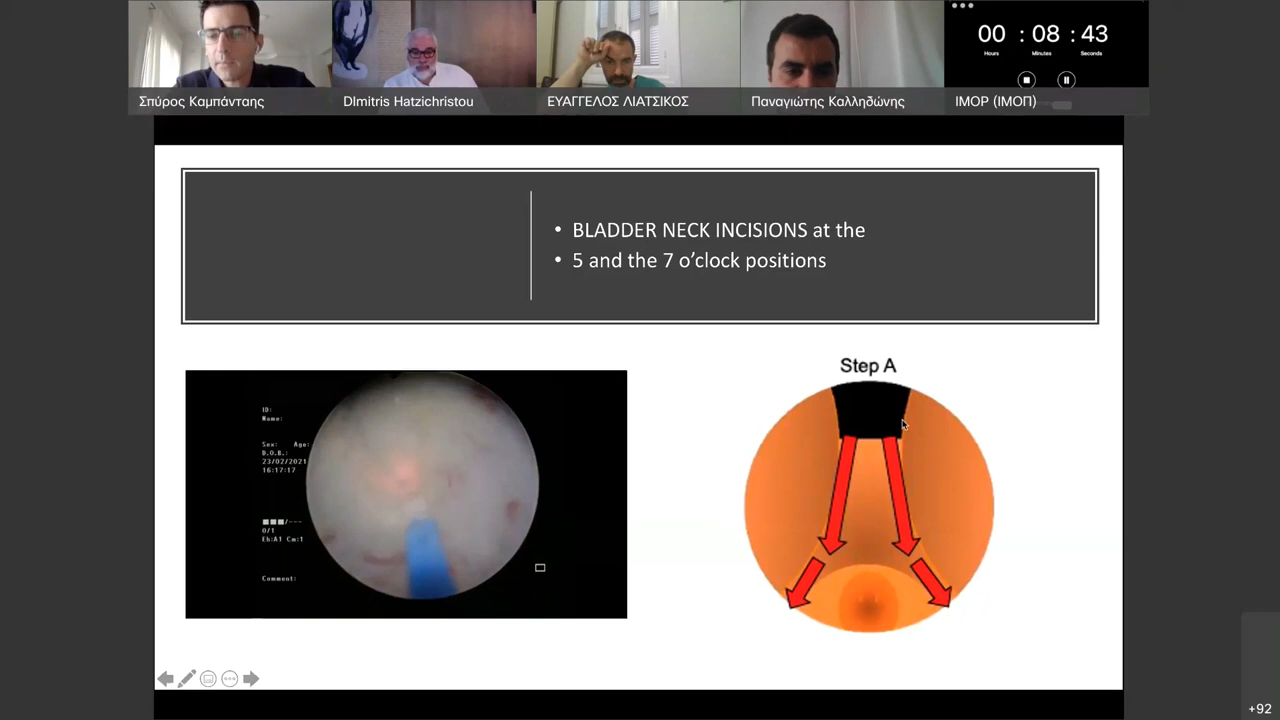 00 : 08 : 43
Hours Minutes Seconds
Σπύρος Καμπάνταης
DImitris Hatzichristou
ΕΥΑΓΓΕΛΟΣ ΛΙΑΤΣΙΚΟΣ
Παναγιώτης Καλληδώνης
IMOP (ΙΜΟΠ)
• BLADDER NECK INCISIONS at the
• 5 and the 7 o’clock positions
ID:
Name:
Sex: Age:
D.O.B.:
23/02/2021
16:17:17
0/1
Eh:A1 Cm:1
Comment:
Step A
+92